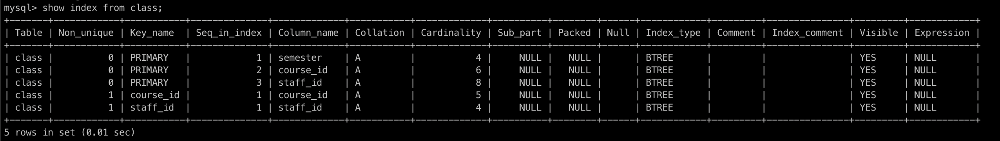 mysql> show index from class;
+-------+------------+-----------+--------------+-------------+-----------+-------------+----------+--------+------+------------+---------+---------------+---------+------------+
| Table | Non_unique | Key_name  | Seq_in_index | Column_name | Collation | Cardinality | Sub_part | Packed | Null | Index_type | Comment | Index_comment | Visible | Expression |
+-------+------------+-----------+--------------+-------------+-----------+-------------+----------+--------+------+------------+---------+---------------+---------+------------+
| class |          0 | PRIMARY   |            1 | semester    | A         |           4 |     NULL |   NULL |      | BTREE      |         |               | YES     | NULL       |
| class |          0 | PRIMARY   |            2 | course_id   | A         |           6 |     NULL |   NULL |      | BTREE      |         |               | YES     | NULL       |
| class |          0 | PRIMARY   |            3 | staff_id    | A         |           8 |     NULL |   NULL |      | BTREE      |         |               | YES     | NULL       |
| class |          1 | course_id |            1 | course_id   | A         |           5 |     NULL |   NULL |      | BTREE      |         |               | YES     | NULL       |
| class |          1 | staff_id  |            1 | staff_id    | A         |           4 |     NULL |   NULL |      | BTREE      |         |               | YES     | NULL       |
+-------+------------+-----------+--------------+-------------+-----------+-------------+----------+--------+------+------------+---------+---------------+---------+------------+
5 rows in set (0.01 sec)